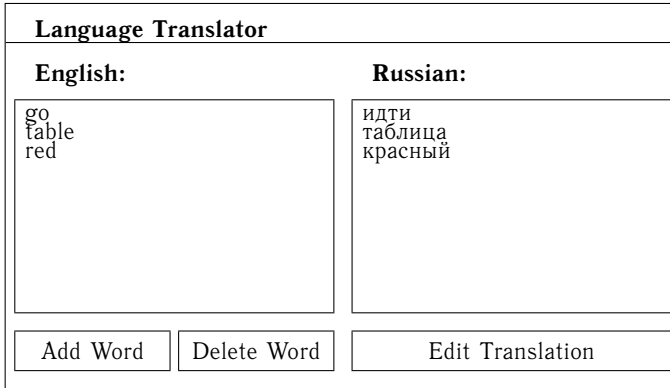 Language Translator
English:
Russian:
go
table
red
идти
таблица
красный
Add Word
Delete Word
Edit Translation